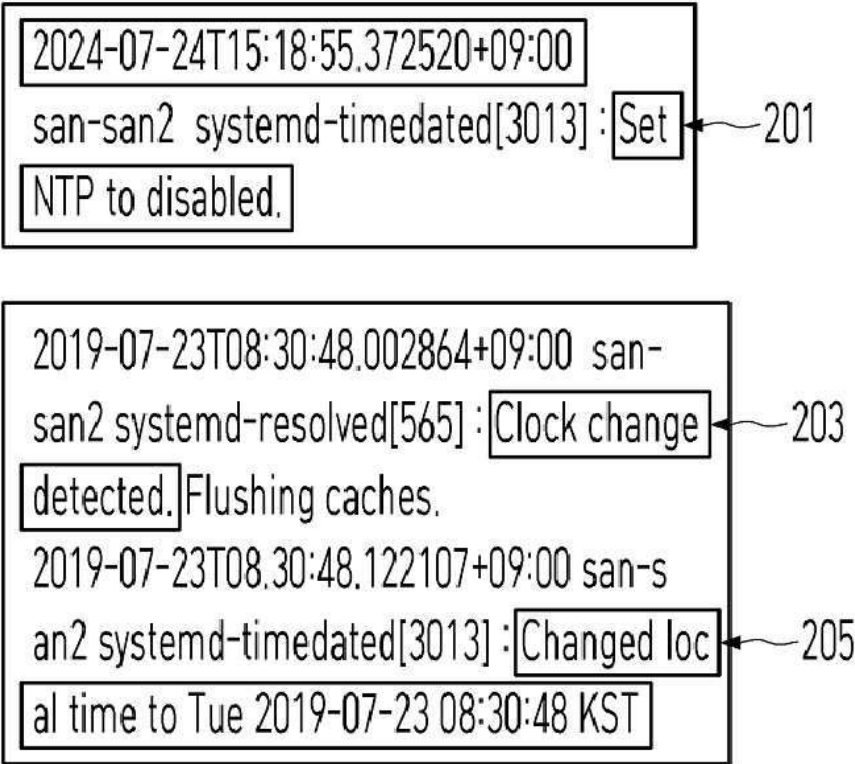 2024-07-24T15:18:55.372520+09:00
san-san2 systemd-timedated[3013] : Set
201
NTP to disabled.
2019-07-23T08:30:48.002864+09:00 san-
san2 systemd-resolved[565] : Clock change
203
detected. Flushing caches.
2019-07-23T08.30:48.122107+09:00 san-s
an2 systemd-timedated[3013] : Changed loc
205
al time to Tue 2019-07-23 08:30:48 KST